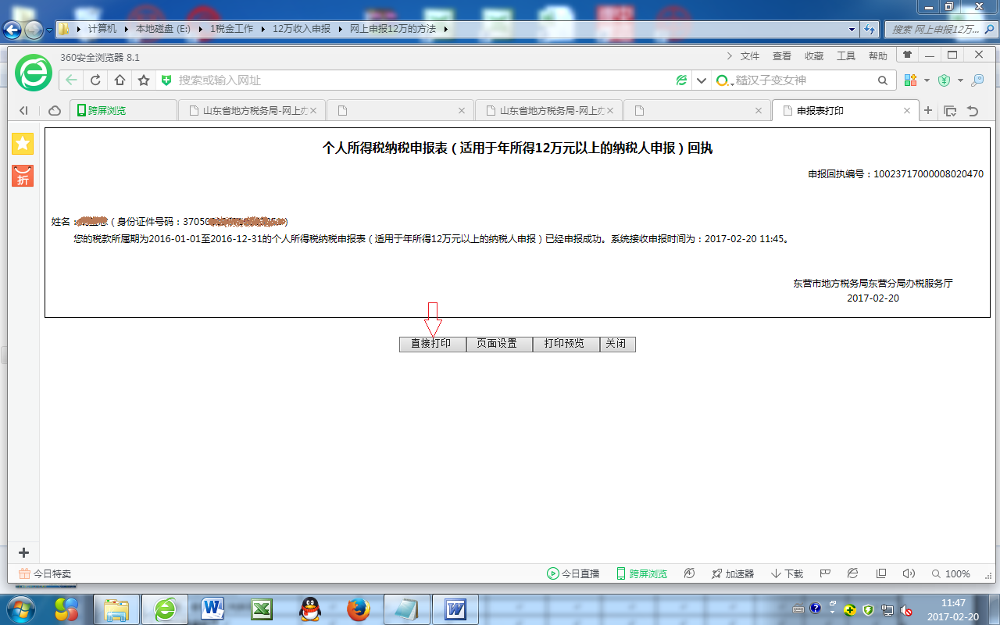 计算机 本地磁盘 (E:) 1税金工作 12万收入申报 网上申报12万的方法 搜索 网上申报12万...
360安全浏览器 8.1 文件 查看 收藏 工具 帮助
搜索或输入网址 糙汉子变女神
跨屏浏览 山东省地方税务局-网上 山东省地方税务局-网上 申报表打印
折
个人所得税纳税申报表（适用于年所得12万元以上的纳税人申报）回执
申报回执编号：10023717000008020470
姓名： （身份证件号码：37050 ）
您的税款所属期为2016-01-01至2016-12-31的个人所得税纳税申报表（适用于年所得12万元以上的纳税人申报）已经申报成功。系统接收申报时间为：2017-02-20 11:45。
东营市地方税务局东营分局办税服务厅
2017-02-20
直接打印 页面设置 打印预览 关闭
今日特卖 今日直播 跨屏浏览 加速器 下载 100%
11:47
2017-02-20